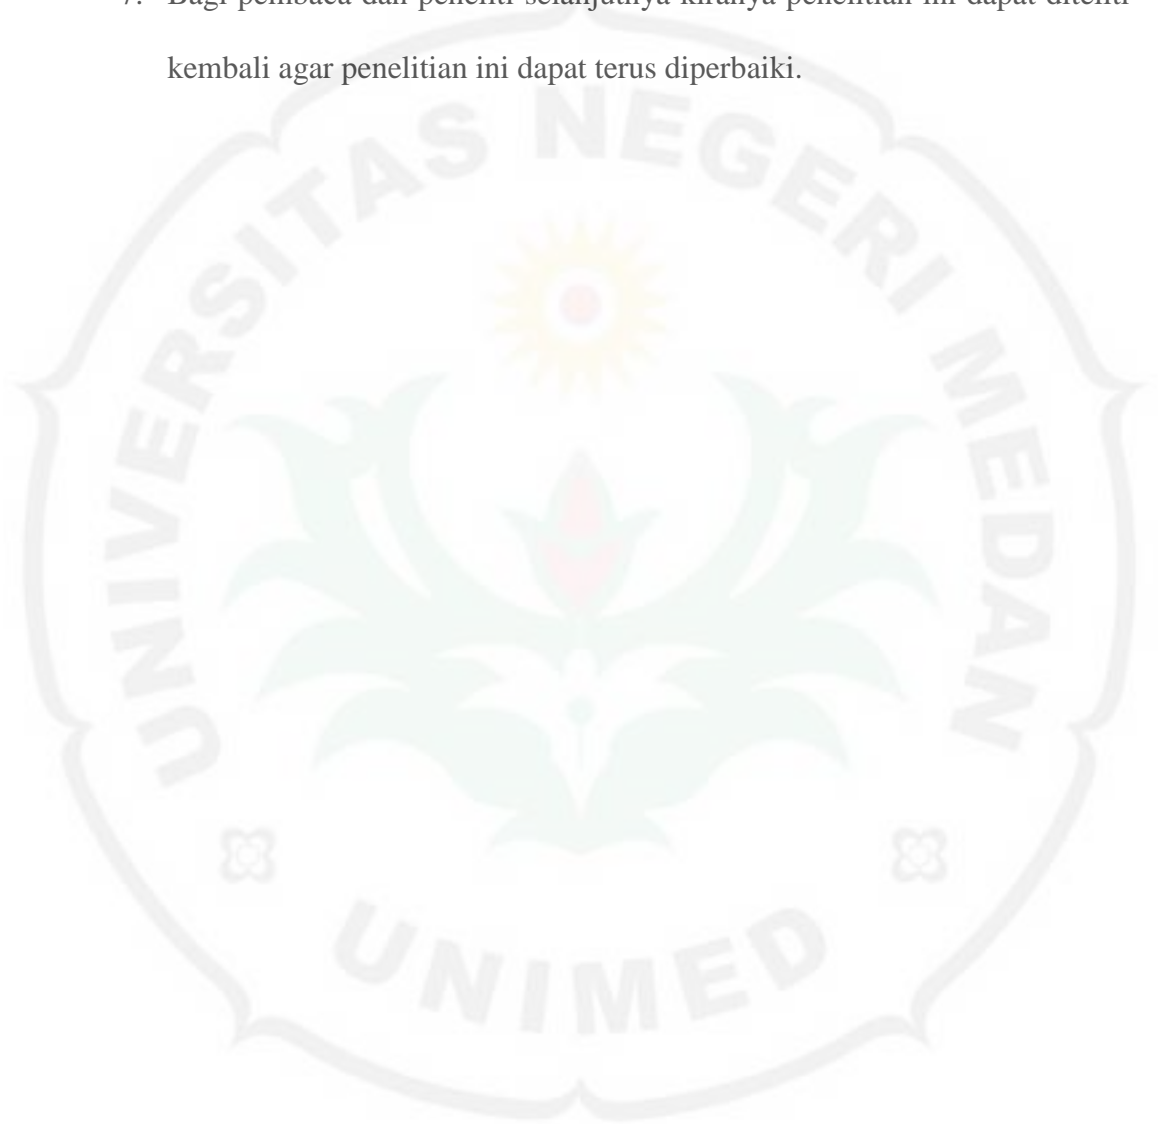 7. Bagi pembaca dan peneliti selanjutnya kiranya penelitian ini dapat diteliti
kembali agar penelitian ini dapat terus diperbaiki.
UNIVERSITAS NEGERI MEDAN
UNIMED